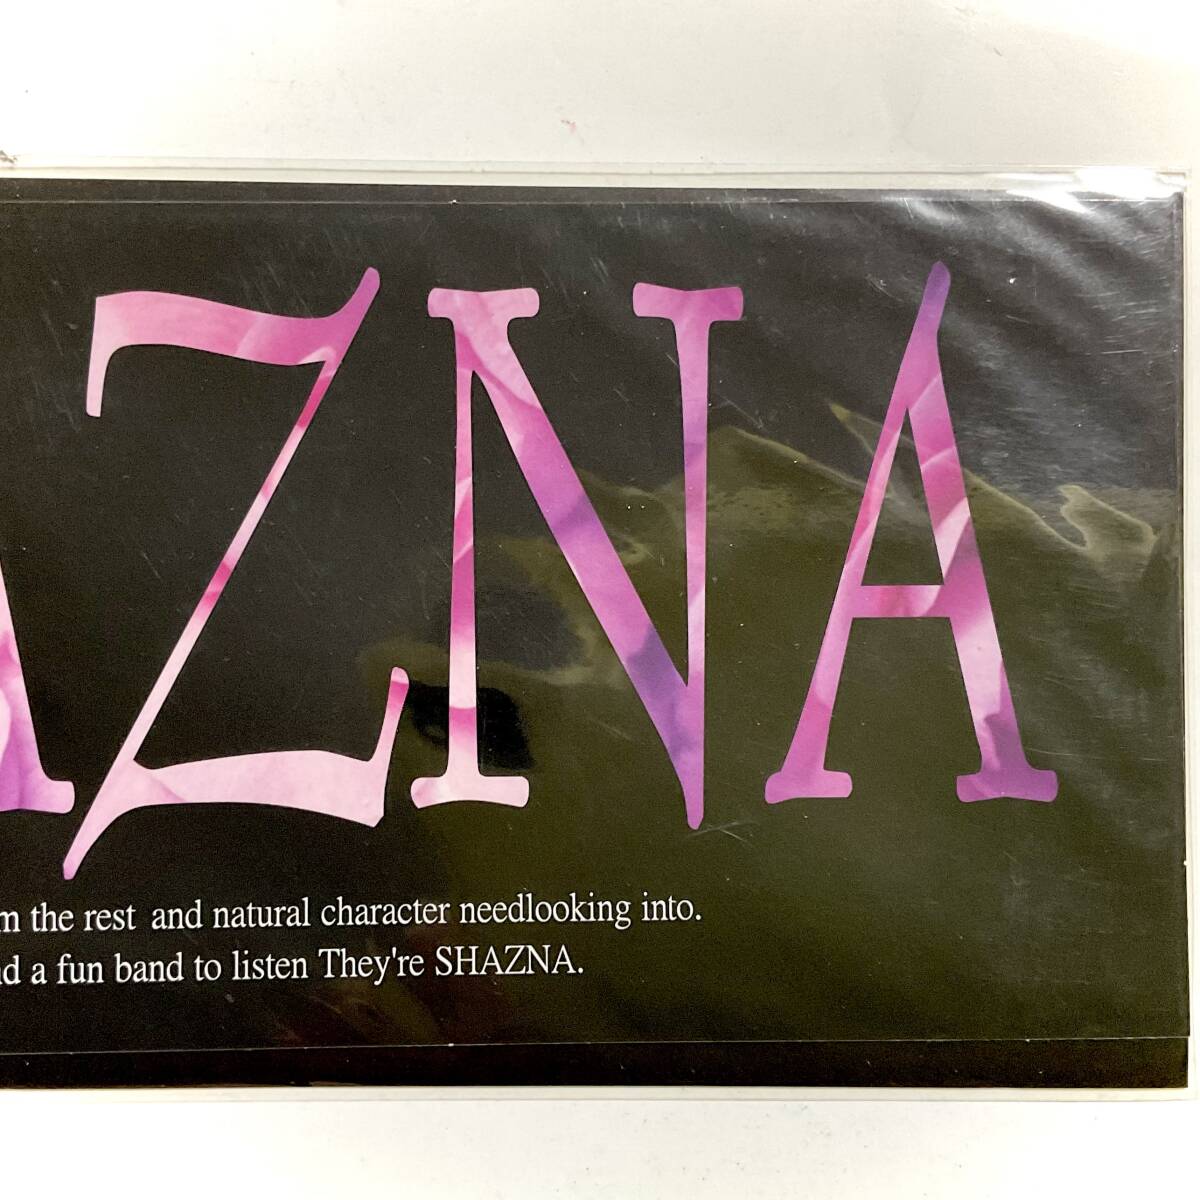 AZNA
the rest and natural character needlooking into.
a fun band to listen They're SHAZNA.